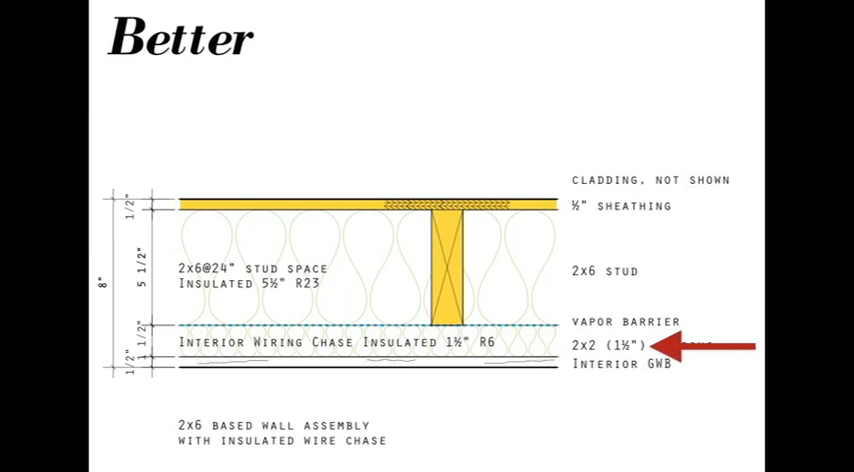 Better
CLADDING, NOT SHOWN
½" SHEATHING
1/2"
8"
5 1/2"
2x6@24" STUD SPACE
INSULATED 5½" R23
2x6 STUD
VAPOR BARRIER
1 1/2"
INTERIOR WIRING CHASE INSULATED 1½" R6
2x2 (1½")
1/2"
INTERIOR GWB
2x6 BASED WALL ASSEMBLY
WITH INSULATED WIRE CHASE